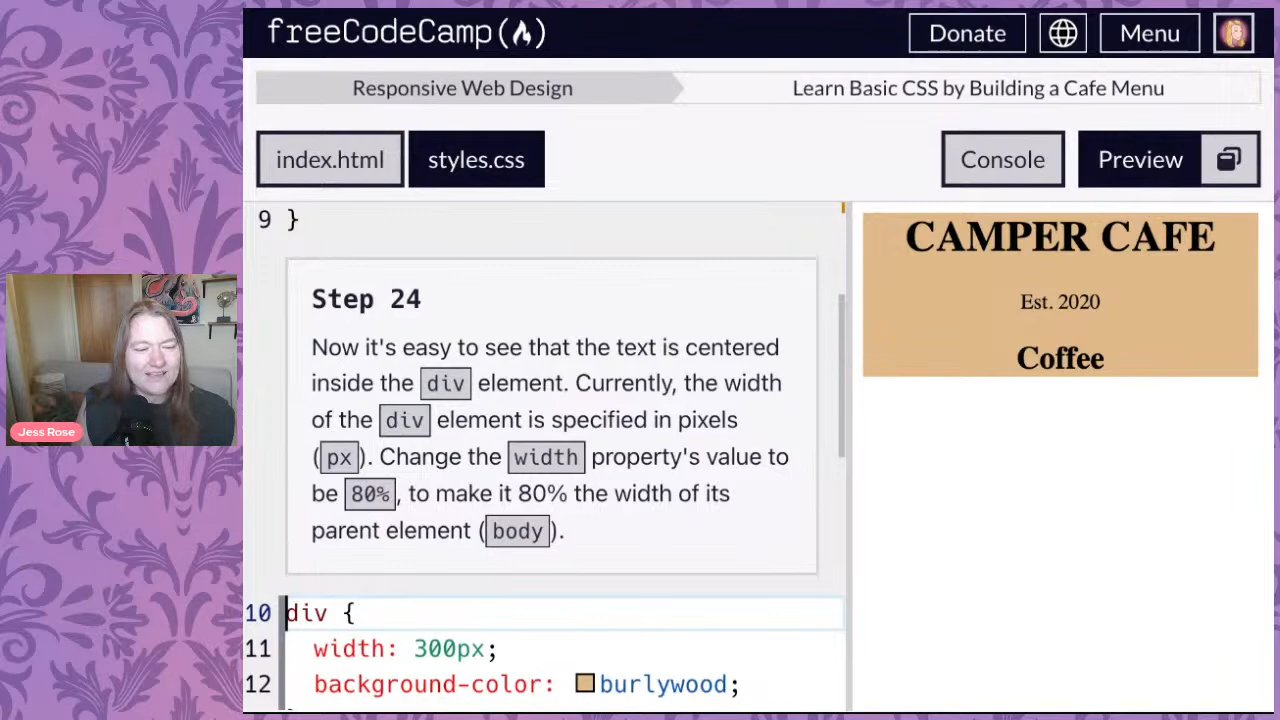 freeCodeCamp
Donate
Menu
Responsive Web Design
Learn Basic CSS by Building a Cafe Menu
index.html
styles.css
Console
Preview
9 }
Step 24
Now it's easy to see that the text is centered
inside the div element. Currently, the width
of the div element is specified in pixels
(px). Change the width property's value to
be 80%, to make it 80% the width of its
parent element (body).
10 div {
11 width: 300px;
12 background-color: burlywood;
CAMPER CAFE
Est. 2020
Coffee
Jess Rose